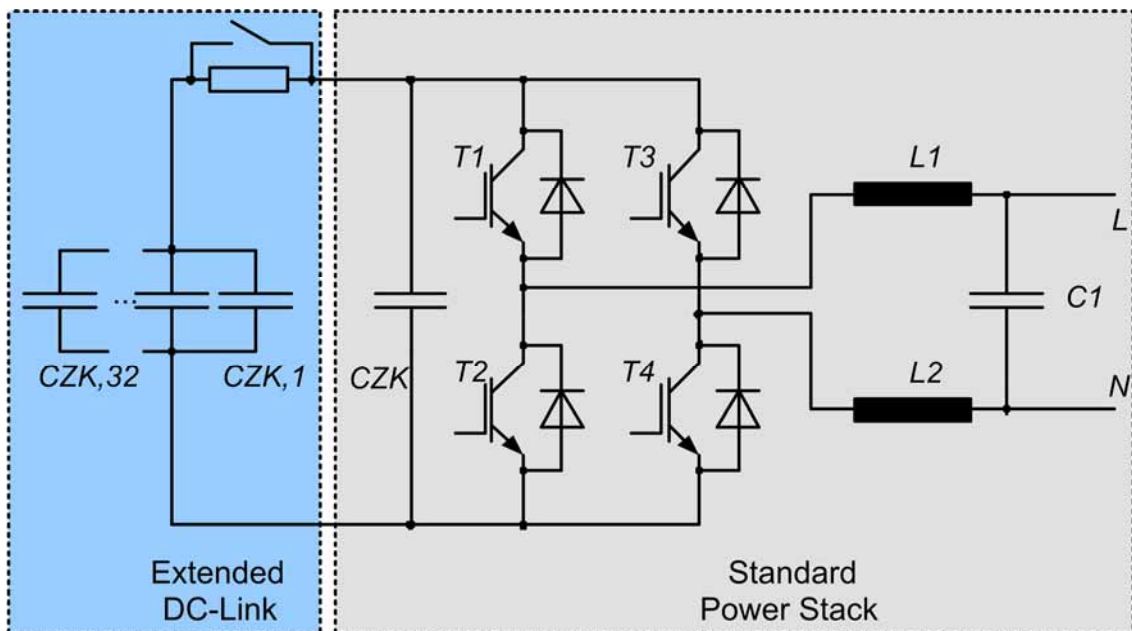 T1
T3
L1
L
...
C1
CZK,32
CZK,1
CZK
T2
T4
L2
N
Extended
DC-Link
Standard
Power Stack